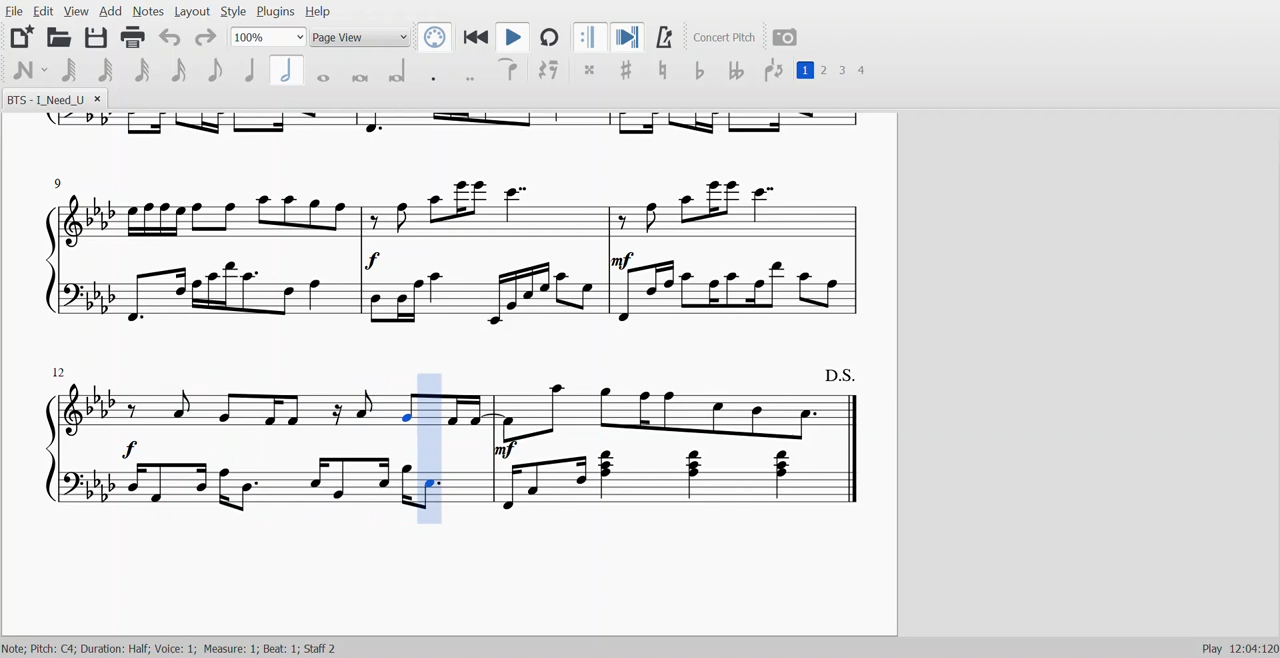 File Edit View Add Notes Layout Style Plugins Help
100% Page View Concert Pitch
1 2 3 4
BTS - I_Need_U ×
9
f mf
12 D.S.
f mf
Note; Pitch: C4; Duration: Half; Voice: 1; Measure: 1; Beat: 1; Staff 2 Play 12:04:120